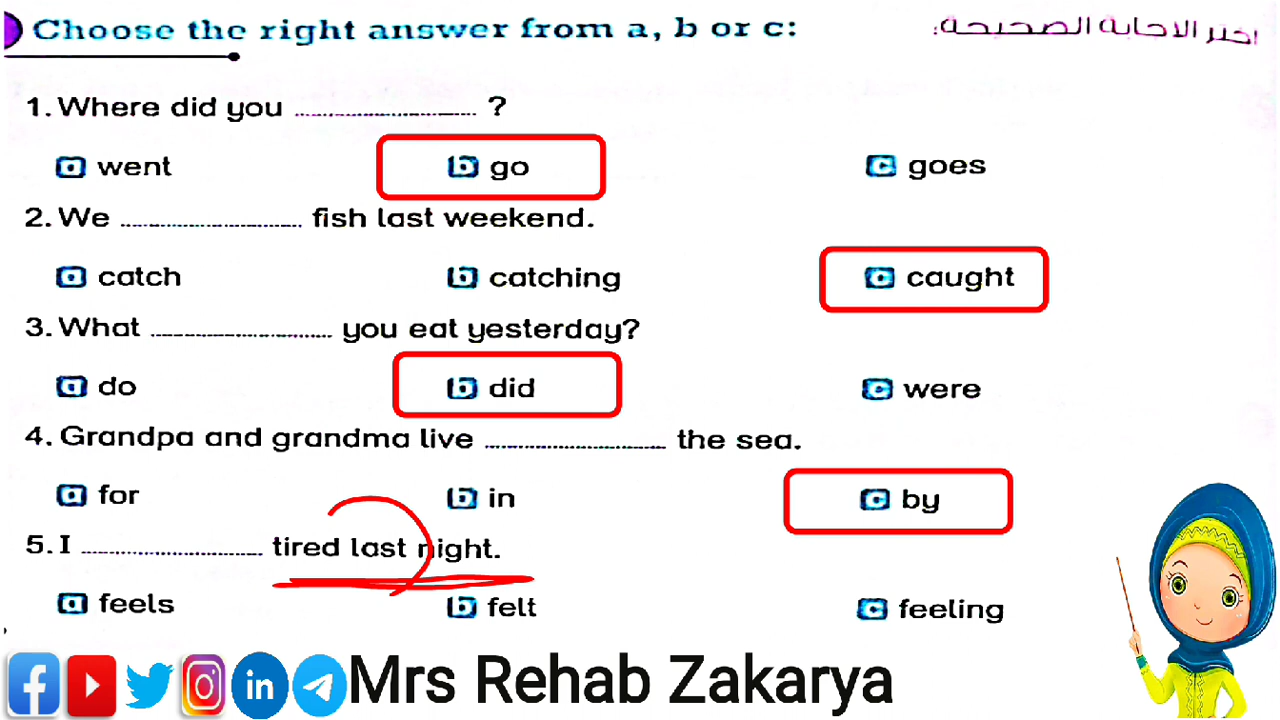 Choose the right answer from a, b or c:
اختر الاجابة الصحيحة:
1. Where did you ........................ ?
a went b go c goes
2. We ........................ fish last weekend.
a catch b catching c caught
3. What ........................ you eat yesterday?
a do b did c were
4. Grandpa and grandma live ........................ the sea.
a for b in c by
5. I ........................ tired last night.
a feels b felt c feeling
Mrs Rehab Zakarya